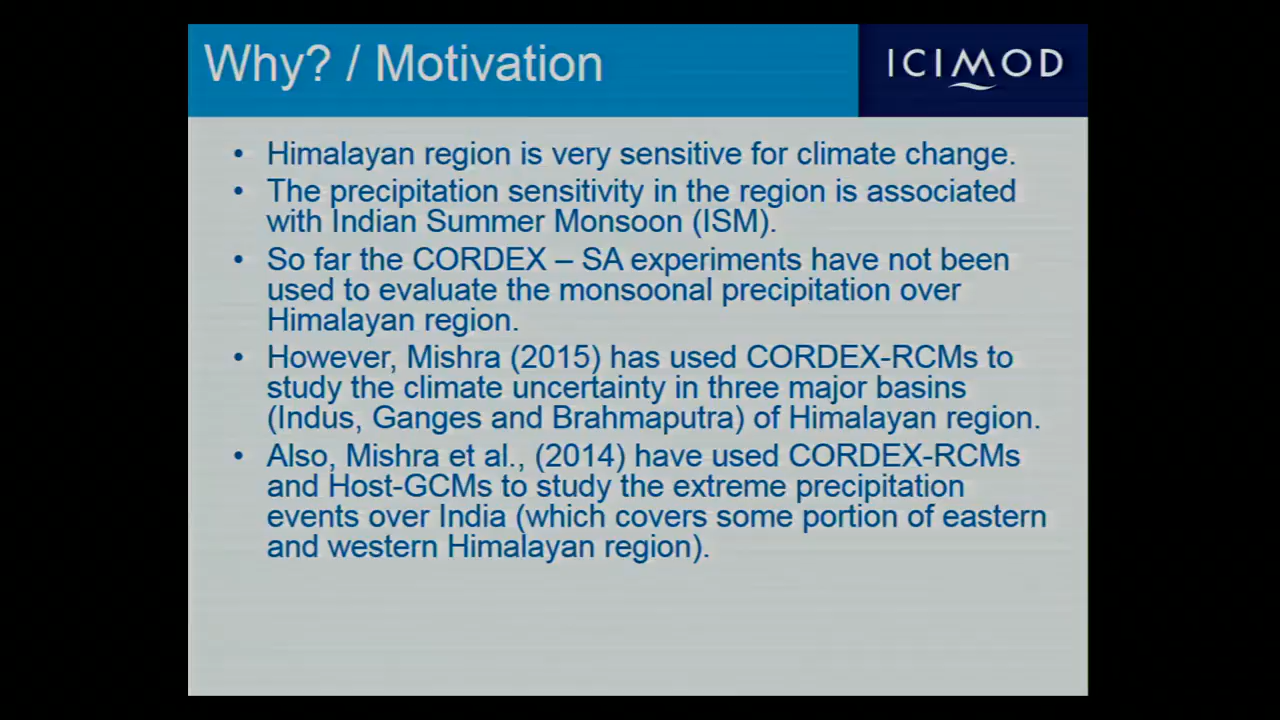 Why? / Motivation
ICIMOD
• Himalayan region is very sensitive for climate change.
• The precipitation sensitivity in the region is associated
with Indian Summer Monsoon (ISM).
• So far the CORDEX – SA experiments have not been
used to evaluate the monsoonal precipitation over
Himalayan region.
• However, Mishra (2015) has used CORDEX-RCMs to
study the climate uncertainty in three major basins
(Indus, Ganges and Brahmaputra) of Himalayan region.
• Also, Mishra et al., (2014) have used CORDEX-RCMs
and Host-GCMs to study the extreme precipitation
events over India (which covers some portion of eastern
and western Himalayan region).